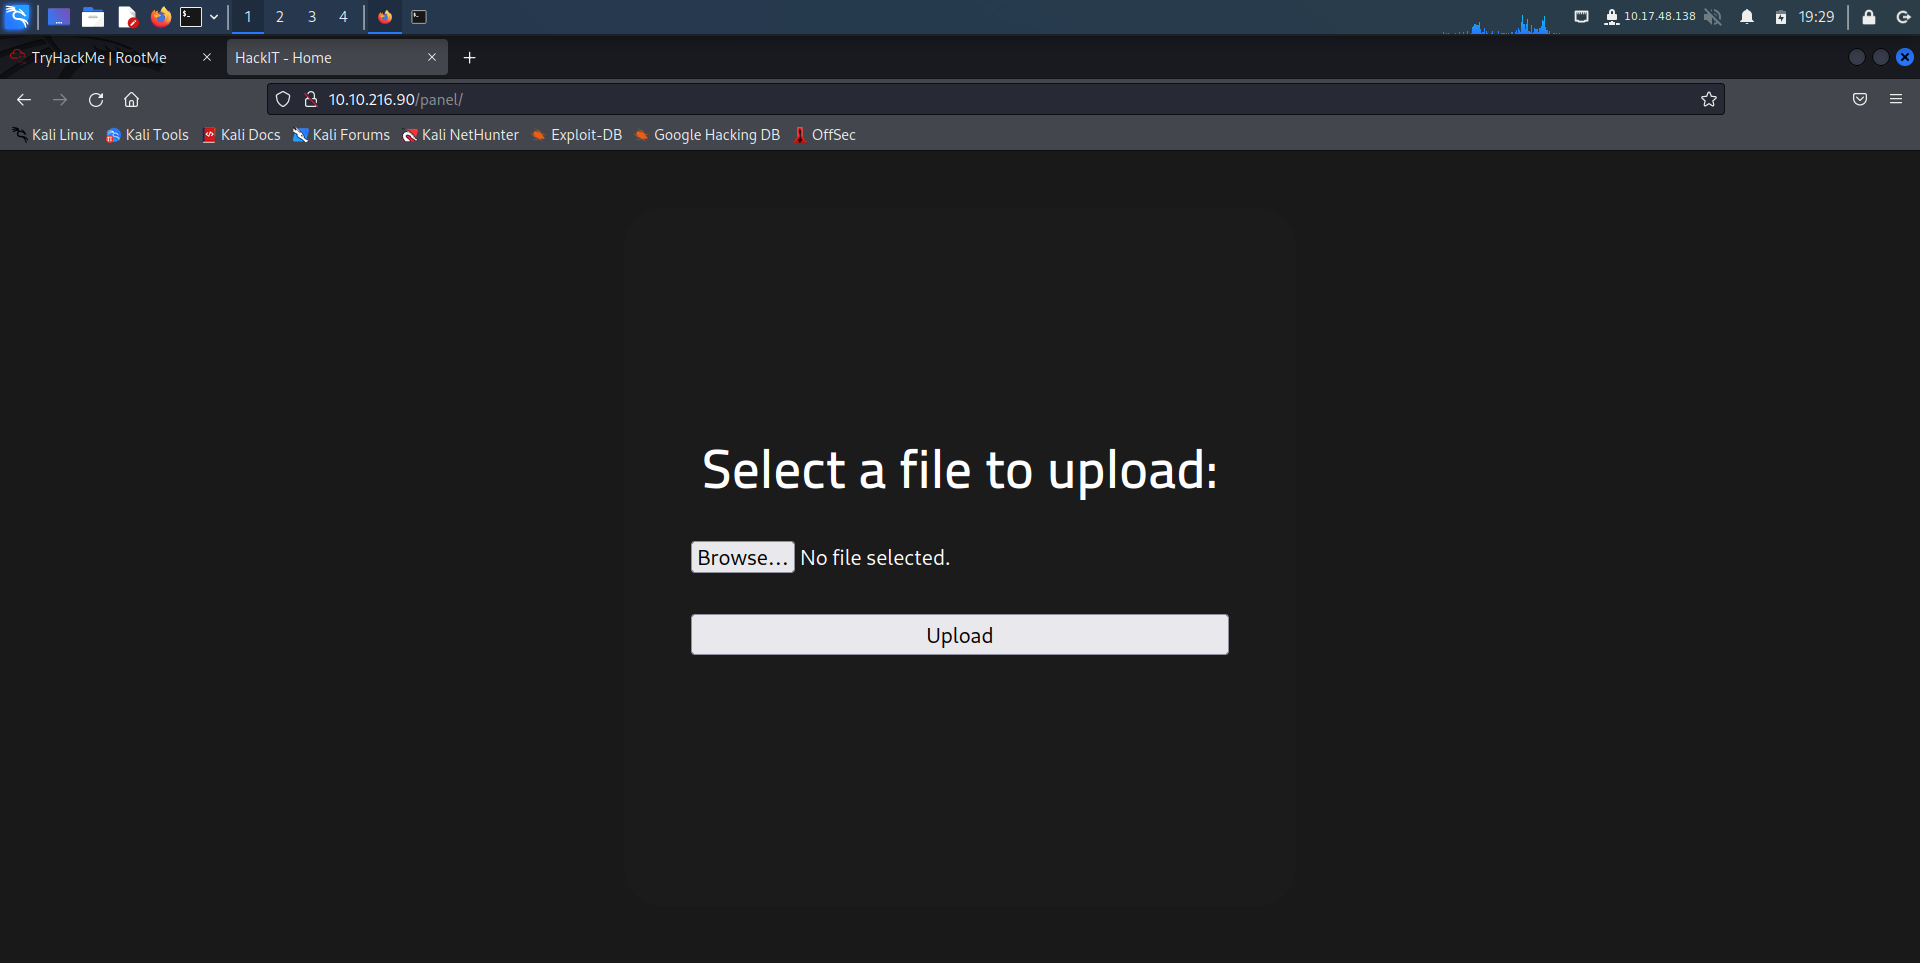 1 2 3 4 10.17.48.138 19:29
TryHackMe | RootMe HackIT - Home
10.10.216.90/panel/
Kali Linux Kali Tools Kali Docs Kali Forums Kali NetHunter Exploit-DB Google Hacking DB OffSec
Select a file to upload:
Browse... No file selected.
Upload